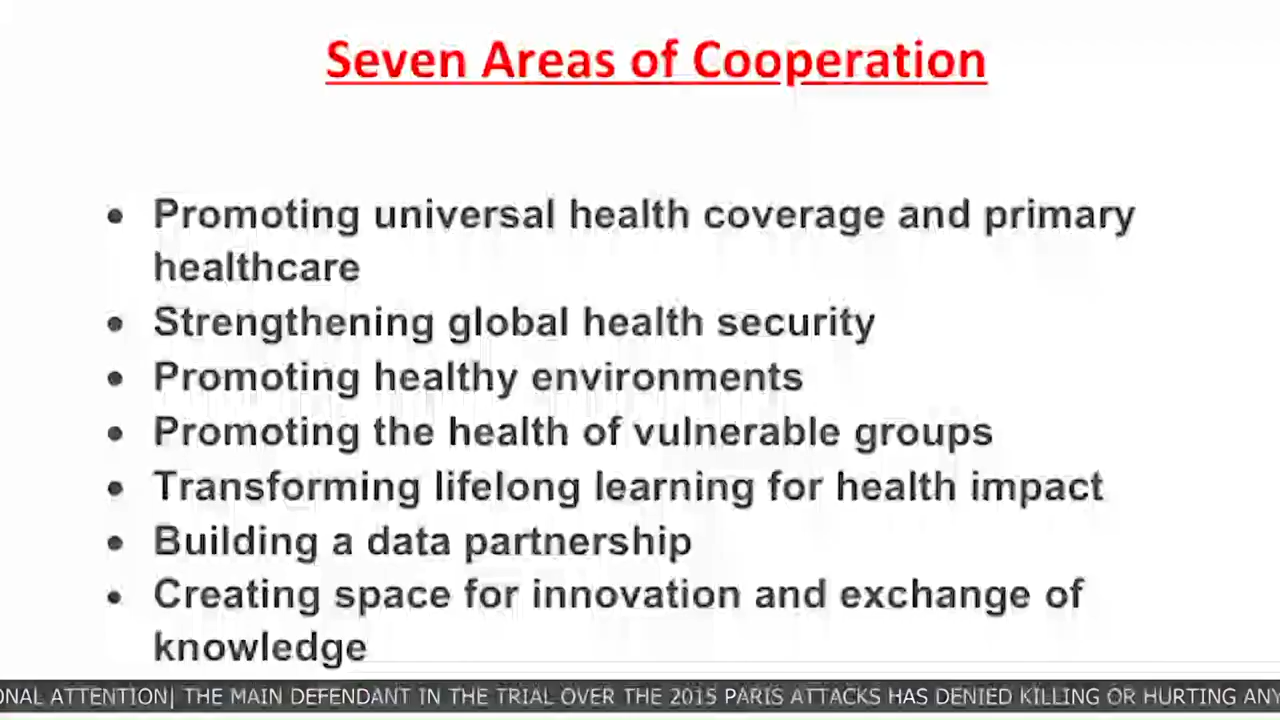 Seven Areas of Cooperation
• Promoting universal health coverage and primary
healthcare
• Strengthening global health security
• Promoting healthy environments
• Promoting the health of vulnerable groups
• Transforming lifelong learning for health impact
• Building a data partnership
• Creating space for innovation and exchange of
knowledge
ONAL ATTENTION| THE MAIN DEFENDANT IN THE TRIAL OVER THE 2015 PARIS ATTACKS HAS DENIED KILLING OR HURTING ANY